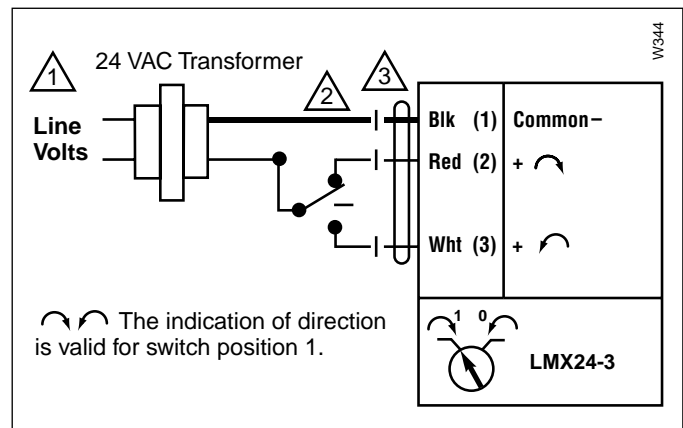 W344
1
24 VAC Transformer
2
3
Line
Volts
Blk (1) Common –
Red (2) +
Wht (3) +
The indication of direction
is valid for switch position 1.
1 0
LMX24-3